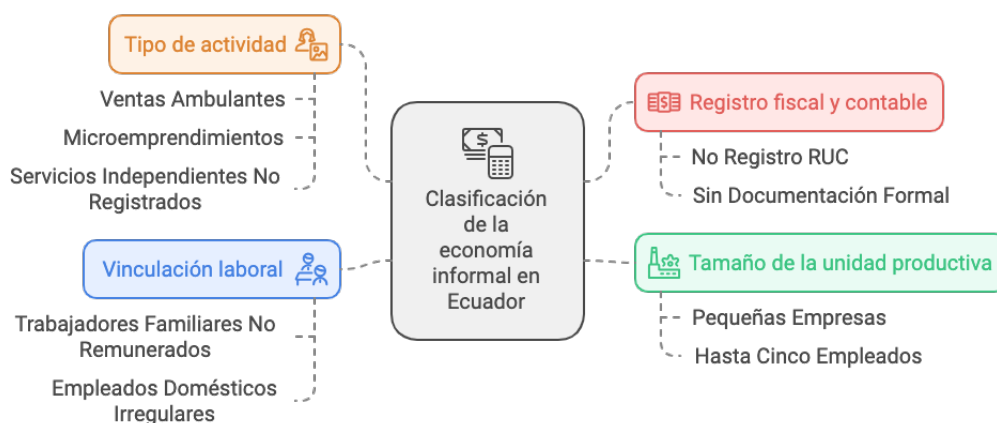 Tipo de actividad
Ventas Ambulantes
Microemprendimientos
Servicios Independientes No
Registrados
Vinculación laboral
Trabajadores Familiares No
Remunerados
Empleados Domésticos
Irregulares
Clasificación
de la
economía
informal en
Ecuador
Registro fiscal y contable
No Registro RUC
Sin Documentación Formal
Tamaño de la unidad productiva
Pequeñas Empresas
Hasta Cinco Empleados